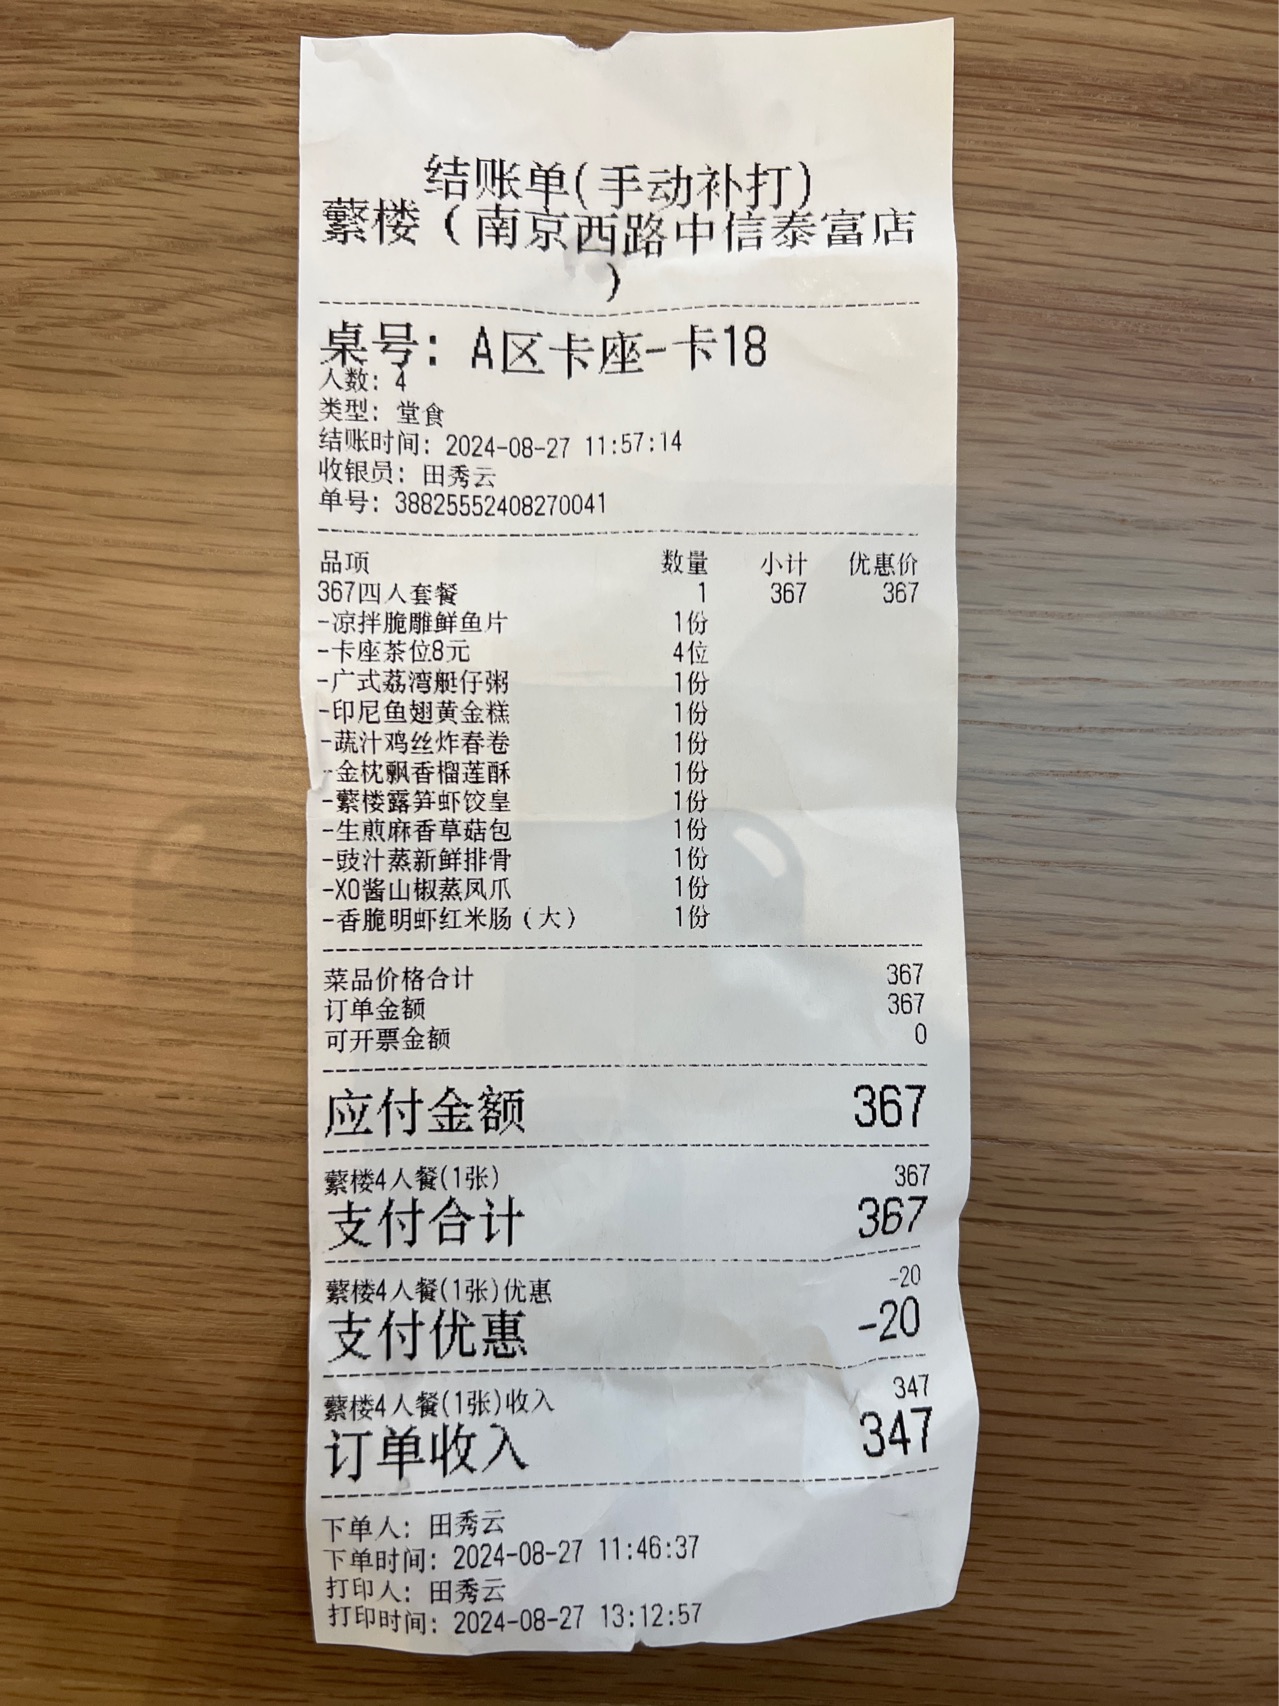 结账单(手动补打)
蘩楼（南京西路中信泰富店
）
桌号: A区卡座-卡18
人数: 4
类型: 堂食
结账时间: 2024-08-27 11:57:14
收银员: 田秀云
单号: 38825552408270041
品项 数量 小计 优惠价
367四人套餐 1 367 367
-凉拌脆雕鲜鱼片 1份
-卡座茶位8元 4位
-广式荔湾艇仔粥 1份
-印尼鱼翅黄金糕 1份
-蔬汁鸡丝炸春卷 1份
-金枕飘香榴莲酥 1份
-蘩楼露笋虾饺皇 1份
-生煎麻香草菇包 1份
-豉汁蒸新鲜排骨 1份
-XO酱山椒蒸凤爪 1份
-香脆明虾红米肠（大） 1份
菜品价格合计 367
订单金额 367
可开票金额 0
应付金额 367
蘩楼4人餐(1张) 367
支付合计 367
蘩楼4人餐(1张)优惠 -20
支付优惠 -20
蘩楼4人餐(1张)收入 347
订单收入 347
下单人: 田秀云
下单时间: 2024-08-27 11:46:37
打印人: 田秀云
打印时间: 2024-08-27 13:12:57